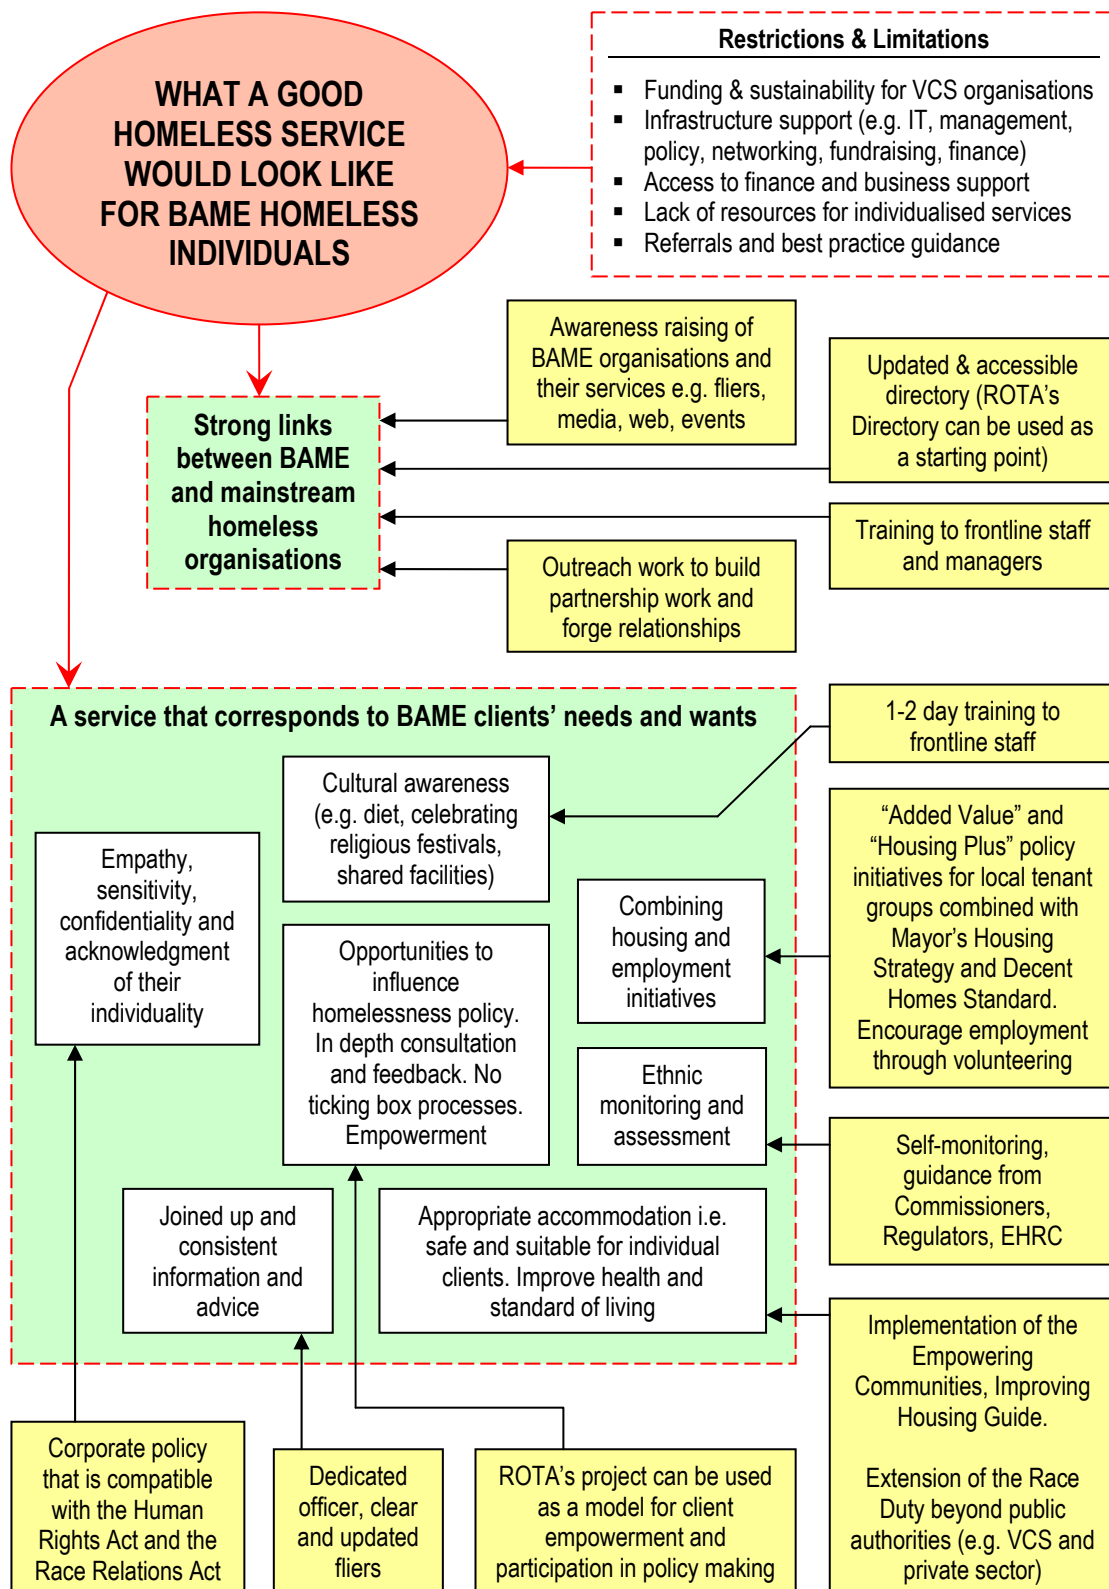 WHAT A GOOD
HOMELESS SERVICE
WOULD LOOK LIKE
FOR BAME HOMELESS
INDIVIDUALS
Restrictions & Limitations
▪ Funding & sustainability for VCS organisations
▪ Infrastructure support (e.g. IT, management,
policy, networking, fundraising, finance)
▪ Access to finance and business support
▪ Lack of resources for individualised services
▪ Referrals and best practice guidance
Strong links
between BAME
and mainstream
homeless
organisations
Awareness raising of
BAME organisations and
their services e.g. fliers,
media, web, events
Updated & accessible
directory (ROTA's
Directory can be used as
a starting point)
Training to frontline staff
and managers
Outreach work to build
partnership work and
forge relationships
A service that corresponds to BAME clients' needs and wants
1-2 day training to
frontline staff
Cultural awareness
(e.g. diet, celebrating
religious festivals,
shared facilities)
Empathy,
sensitivity,
confidentiality and
acknowledgment
of their
individuality
Combining
housing and
employment
initiatives
"Added Value" and
"Housing Plus" policy
initiatives for local tenant
groups combined with
Mayor's Housing
Strategy and Decent
Homes Standard.
Encourage employment
through volunteering
Opportunities to
influence
homelessness policy.
In depth consultation
and feedback. No
ticking box processes.
Empowerment
Ethnic
monitoring and
assessment
Self-monitoring,
guidance from
Commissioners,
Regulators, EHRC
Joined up and
consistent
information and
advice
Appropriate accommodation i.e.
safe and suitable for individual
clients. Improve health and
standard of living
Implementation of the
Empowering
Communities, Improving
Housing Guide.
Extension of the Race
Duty beyond public
authorities (e.g. VCS and
private sector)
Corporate policy
that is compatible
with the Human
Rights Act and the
Race Relations Act
Dedicated
officer, clear
and updated
fliers
ROTA's project can be used
as a model for client
empowerment and
participation in policy making